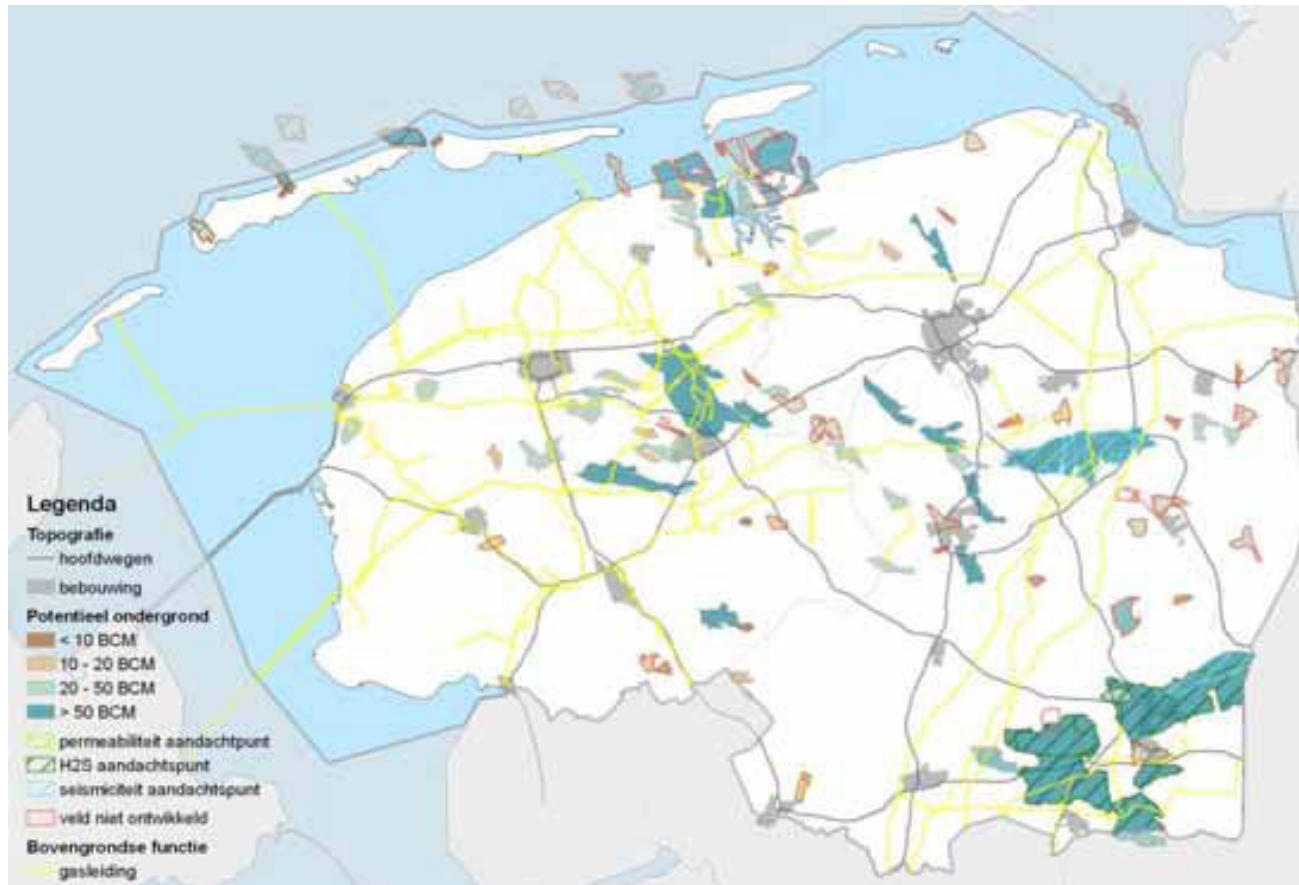 Legenda
Topografie
hoofdwegen
bebouwing
Potentieel ondergrond
< 10 BCM
10 - 20 BCM
20 - 50 BCM
> 50 BCM
permeabiliteit aandachtpunt
H2S aandachtspunt
seismiciteit aandachtspunt
veld niet ontwikkeld
Bovengrondse functie
gasleiding